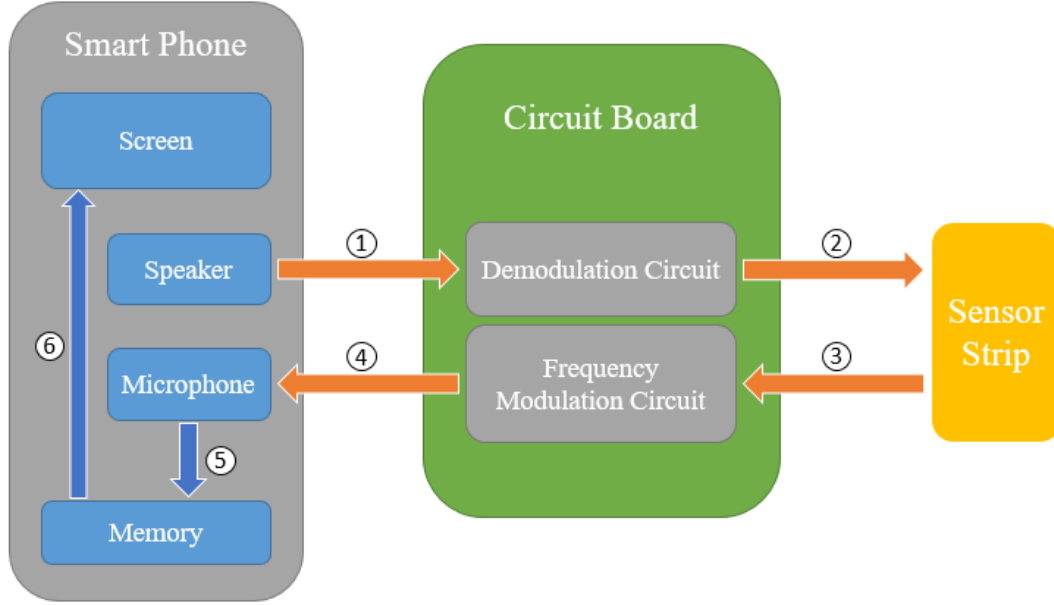 Smart Phone
Screen
Speaker
Microphone
Memory
Circuit Board
Demodulation Circuit
Frequency
Modulation Circuit
Sensor
Strip
①
②
③
④
⑤
⑥